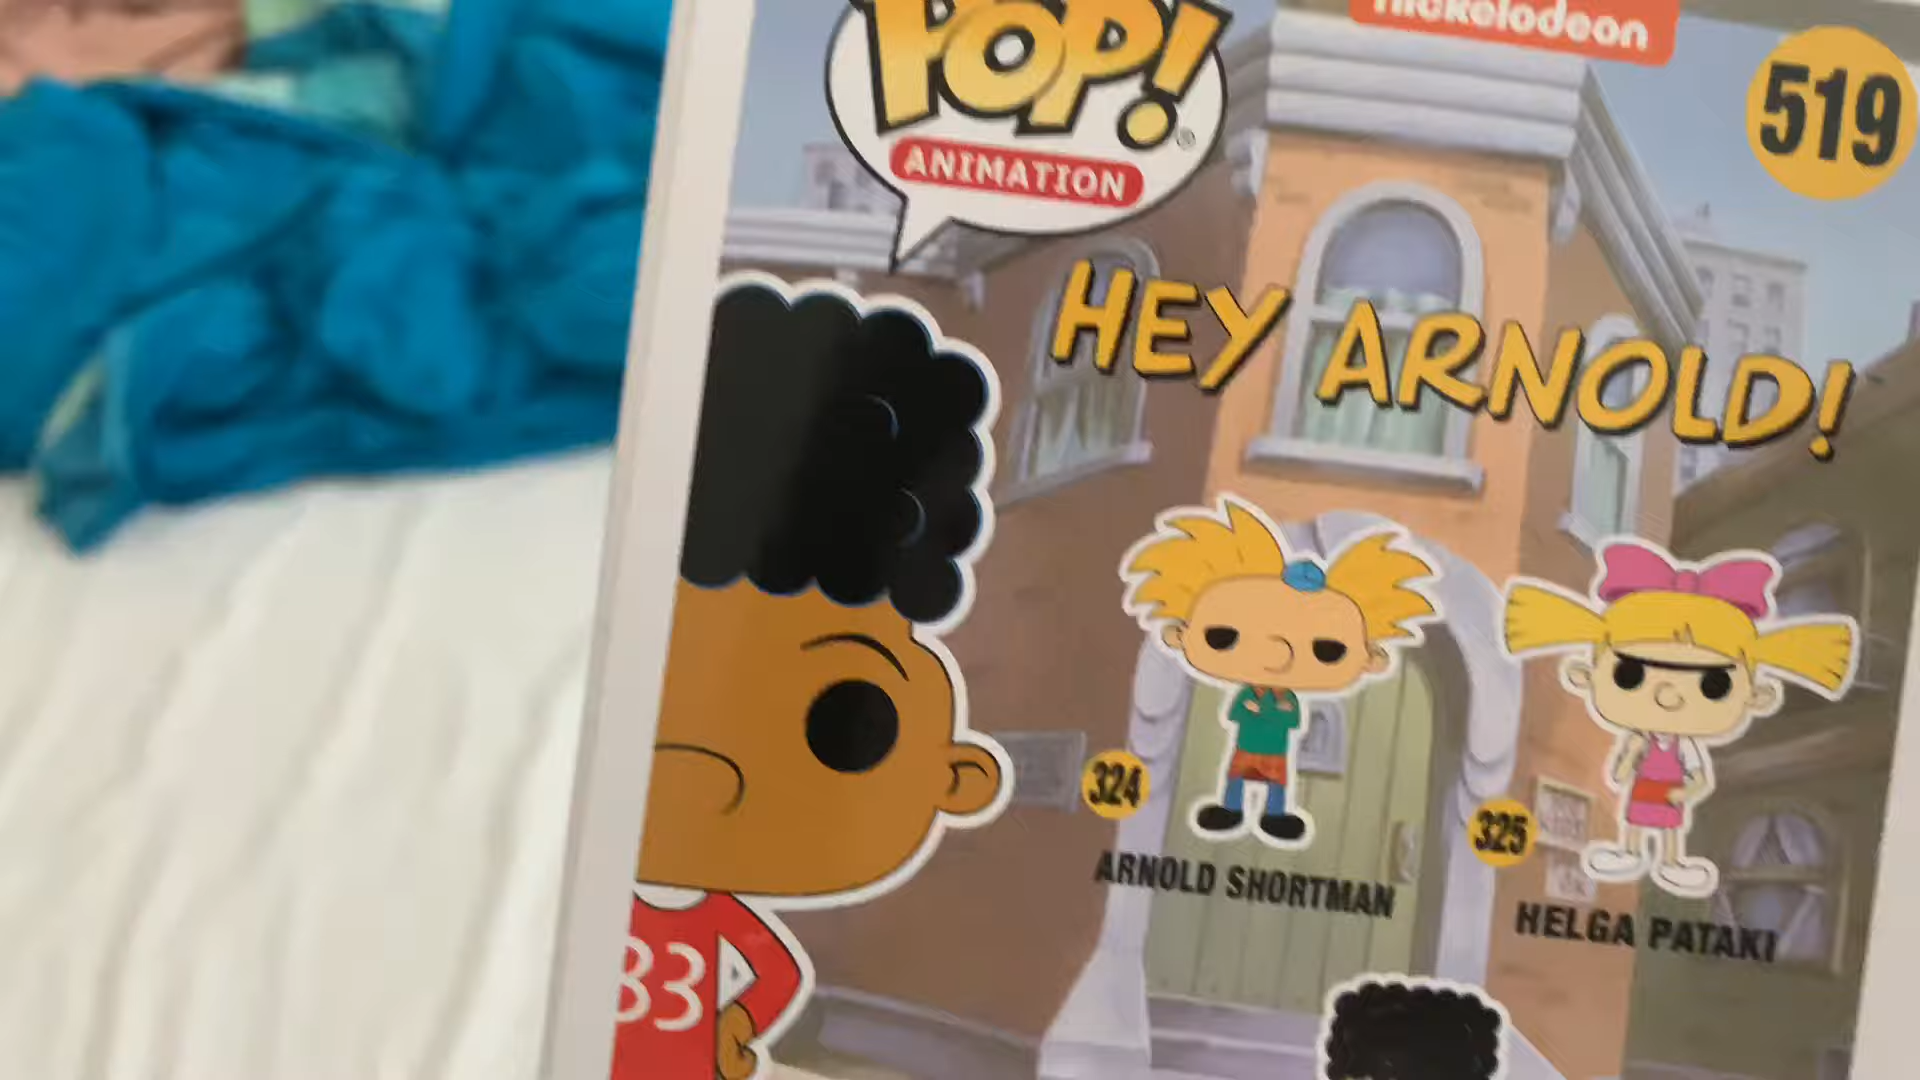 nickelodeon
POP!
®
ANIMATION
519
HEY ARNOLD!
324
ARNOLD SHORTMAN
325
HELGA PATAKI
33